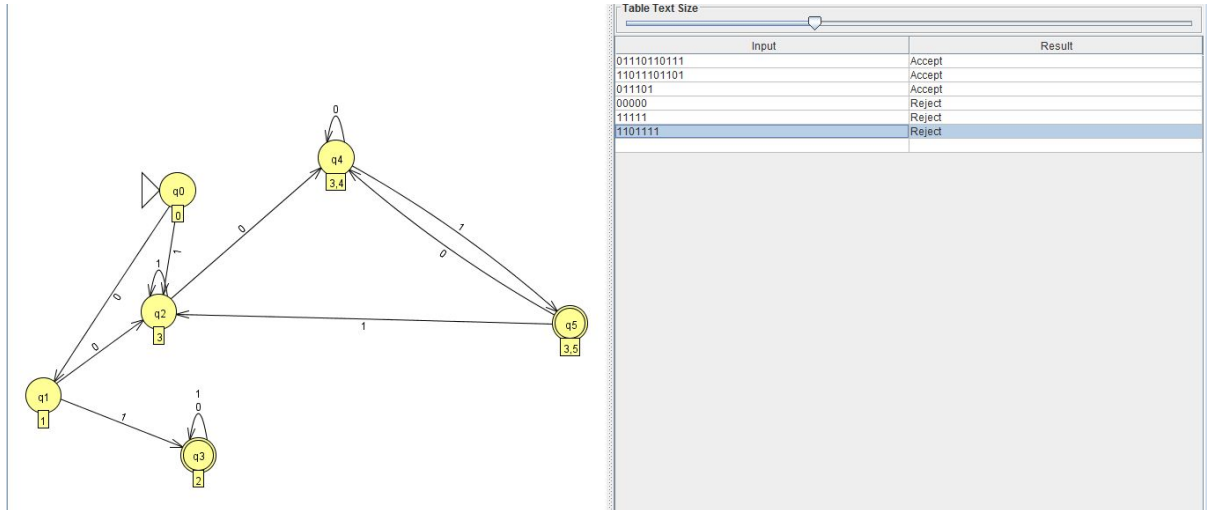 Table Text Size
Input Result
01110110111 Accept
11011101101 Accept
011101 Accept
00000 Reject
11111 Reject
1101111 Reject
0
q4
3,4
q0
0
1
0
0
1
0
1
q2
3
1
q5
3,5
0
0
q1
1
1
1
0
q3
2